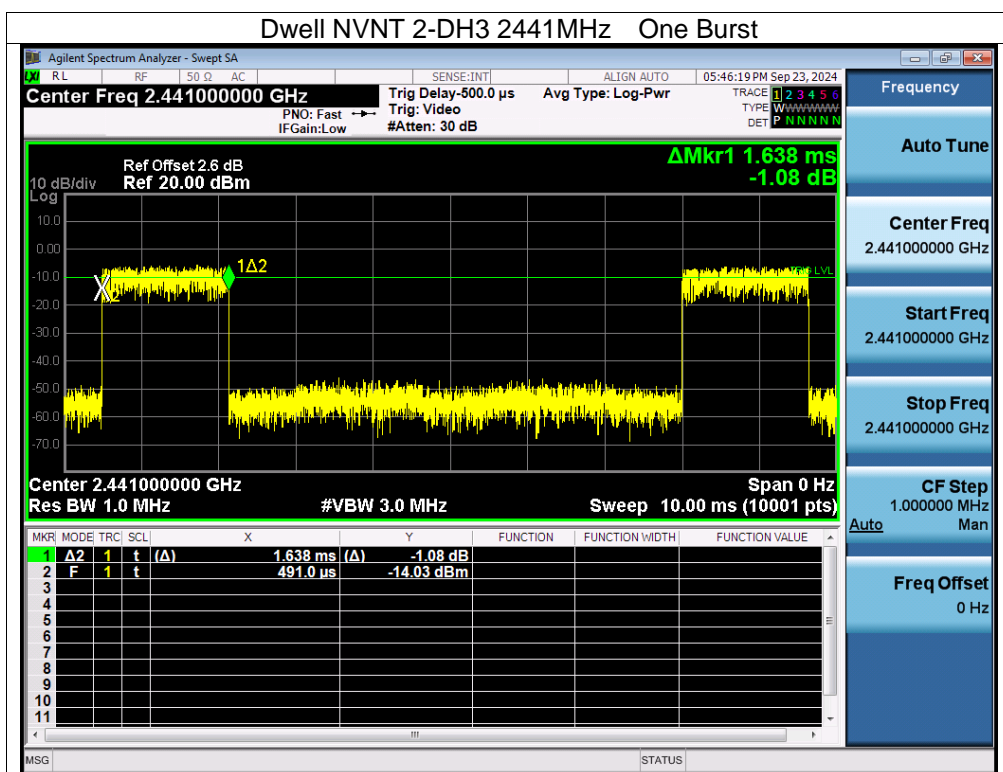 Dwell NVNT 2-DH3 2441MHz One Burst
Agilent Spectrum Analyzer - Swept SA
LXI RL RF 50 Ω AC SENSE:INT ALIGN AUTO 05:46:19 PM Sep 23, 2024
Center Freq 2.441000000 GHz
PNO: Fast
IFGain:Low
Trig Delay-500.0 µs
Trig: Video
#Atten: 30 dB
Avg Type: Log-Pwr
TRACE 1 2 3 4 5 6
TYPE WWWWWW
DET P N N N N N
ΔMkr1 1.638 ms
-1.08 dB
Ref Offset 2.6 dB
10 dB/div Ref 20.00 dBm
Log
10.0
0.00
-10.0
-20.0
-30.0
-40.0
-50.0
-60.0
-70.0
1Δ2
2
TRIG LVL
Center 2.441000000 GHz Span 0 Hz
Res BW 1.0 MHz #VBW 3.0 MHz Sweep 10.00 ms (10001 pts)
MKR MODE TRC SCL X Y FUNCTION FUNCTION WIDTH FUNCTION VALUE
1 Δ2 1 t (Δ) 1.638 ms (Δ) -1.08 dB
2 F 1 t 491.0 µs -14.03 dBm
3
4
5
6
7
8
9
10
11
MSG STATUS
Frequency
Auto Tune
Center Freq
2.441000000 GHz
Start Freq
2.441000000 GHz
Stop Freq
2.441000000 GHz
CF Step
1.000000 MHz
Auto Man
Freq Offset
0 Hz